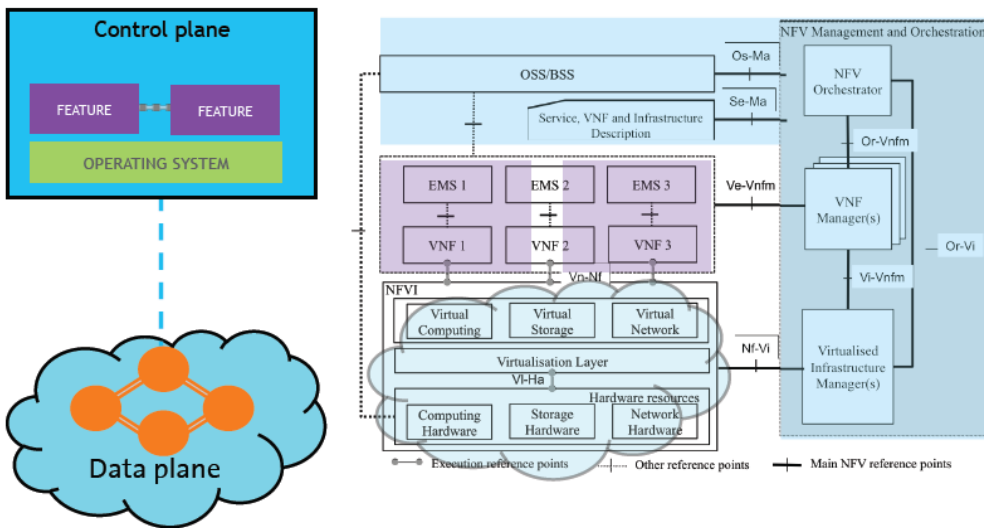 Control plane
FEATURE
FEATURE
OPERATING SYSTEM
Data plane
NFV Management and Orchestration
Os-Ma
OSS/BSS
NFV
Orchestrator
Se-Ma
Service, VNF and Infrastructure
Description
Or-Vnfm
EMS 1
EMS 2
EMS 3
Ve-Vnfm
VNF
Manager(s)
VNF 1
VNF 2
VNF 3
Or-Vi
Vn-Nf
Vi-Vnfm
NFVI
Virtual
Computing
Virtual
Storage
Virtual
Network
Nf-Vi
Virtualisation Layer
Virtualised
Infrastructure
Manager(s)
Vl-Ha
Hardware resources
Computing
Hardware
Storage
Hardware
Network
Hardware
Execution reference points
Other reference points
Main NFV reference points